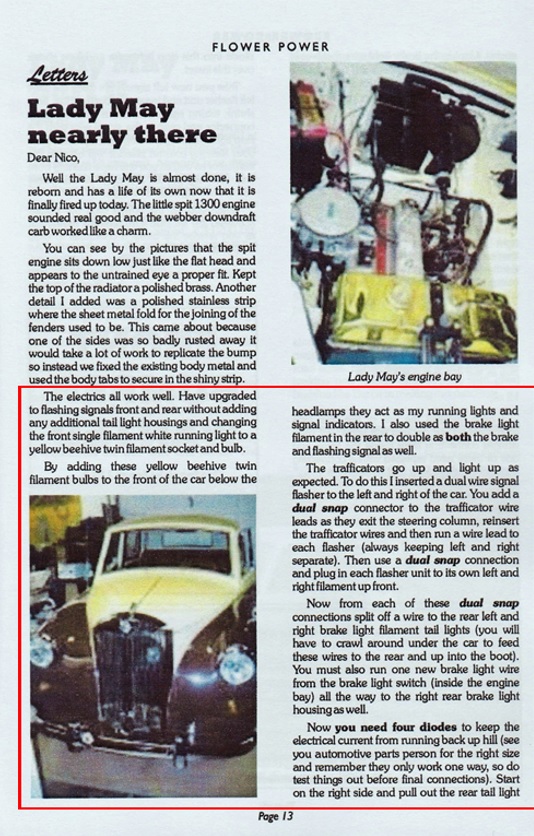 FLOWER POWER
Letters
Lady May
nearly there
Dear Nico,
Well the Lady May is almost done, it is
reborn and has a life of its own now that it is
finally fired up today. The little spit 1300 engine
sounded real good and the webber downdraft
carb worked like a charm.
You can see by the pictures that the spit
engine sits down low just like the flat head and
appears to the untrained eye a proper fit. Kept
the top of the radiator a polished brass. Another
detail I added was a polished stainless strip
where the sheet metal fold for the joining of the
fenders used to be. This came about because
one of the sides was so badly rusted away it
would take a lot of work to replicate the bump
so instead we fixed the existing body metal and
used the body tabs to secure in the shiny strip.
The electrics all work well. Have upgraded
to flashing signals front and rear without adding
any additional tail light housings and changing
the front single filament white running light to a
yellow beehive twin filament socket and bulb.
By adding these yellow beehive twin
filament bulbs to the front of the car below the
Lady May's engine bay
headlamps they act as my running lights and
signal indicators. I also used the brake light
filament in the rear to double as both the brake
and flashing signal as well.
The trafficators go up and light up as
expected. To do this I inserted a dual wire signal
flasher to the left and right of the car. You add a
dual snap connector to the trafficator wire
leads as they exit the steering column, reinsert
the trafficator wires and then run a wire lead to
each flasher (always keeping left and right
separate). Then use a dual snap connection
and plug in each flasher unit to its own left and
right filament up front.
Now from each of these dual snap
connections split off a wire to the rear left and
right brake light filament tail lights (you will
have to crawl around under the car to feed
these wires to the rear and up into the boot).
You must also run one new brake light wire
from the brake light switch (inside the engine
bay) all the way to the right rear brake light
housing as well.
Now you need four diodes to keep the
electrical current from running back up hill (see
you automotive parts person for the right size
and remember they only work one way, so do
test things out before final connections). Start
on the right side and pull out the rear tail light
Page 13